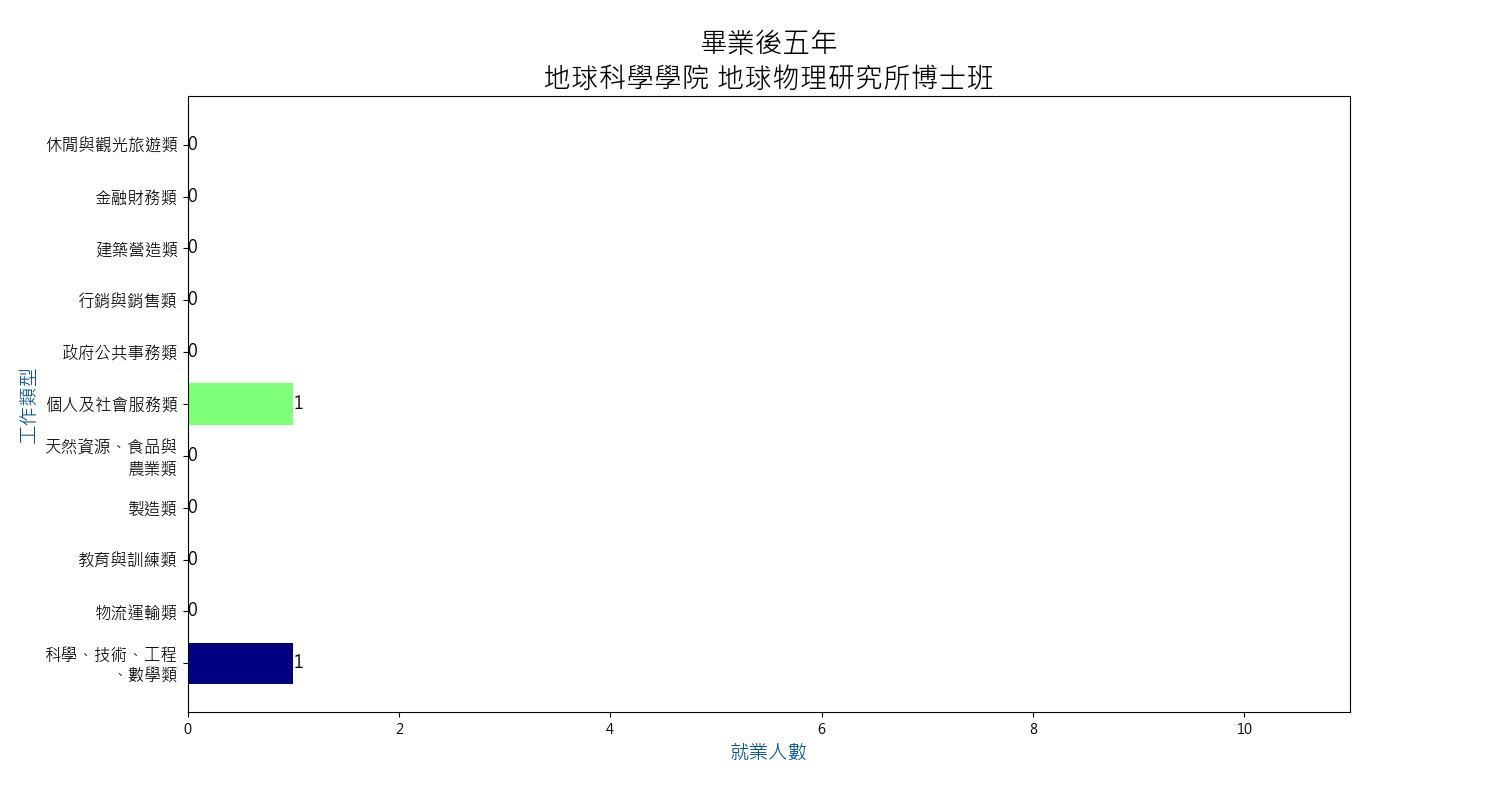 畢業後五年
地球科學學院 地球物理研究所博士班
休閒與觀光旅遊類 0
金融財務類 0
建築營造類 0
行銷與銷售類 0
政府公共事務類 0
個人及社會服務類 1
天然資源、食品與
農業類 0
製造類 0
教育與訓練類 0
物流運輸類 0
科學、技術、工程
、數學類 1
工作類型
0 2 4 6 8 10
就業人數